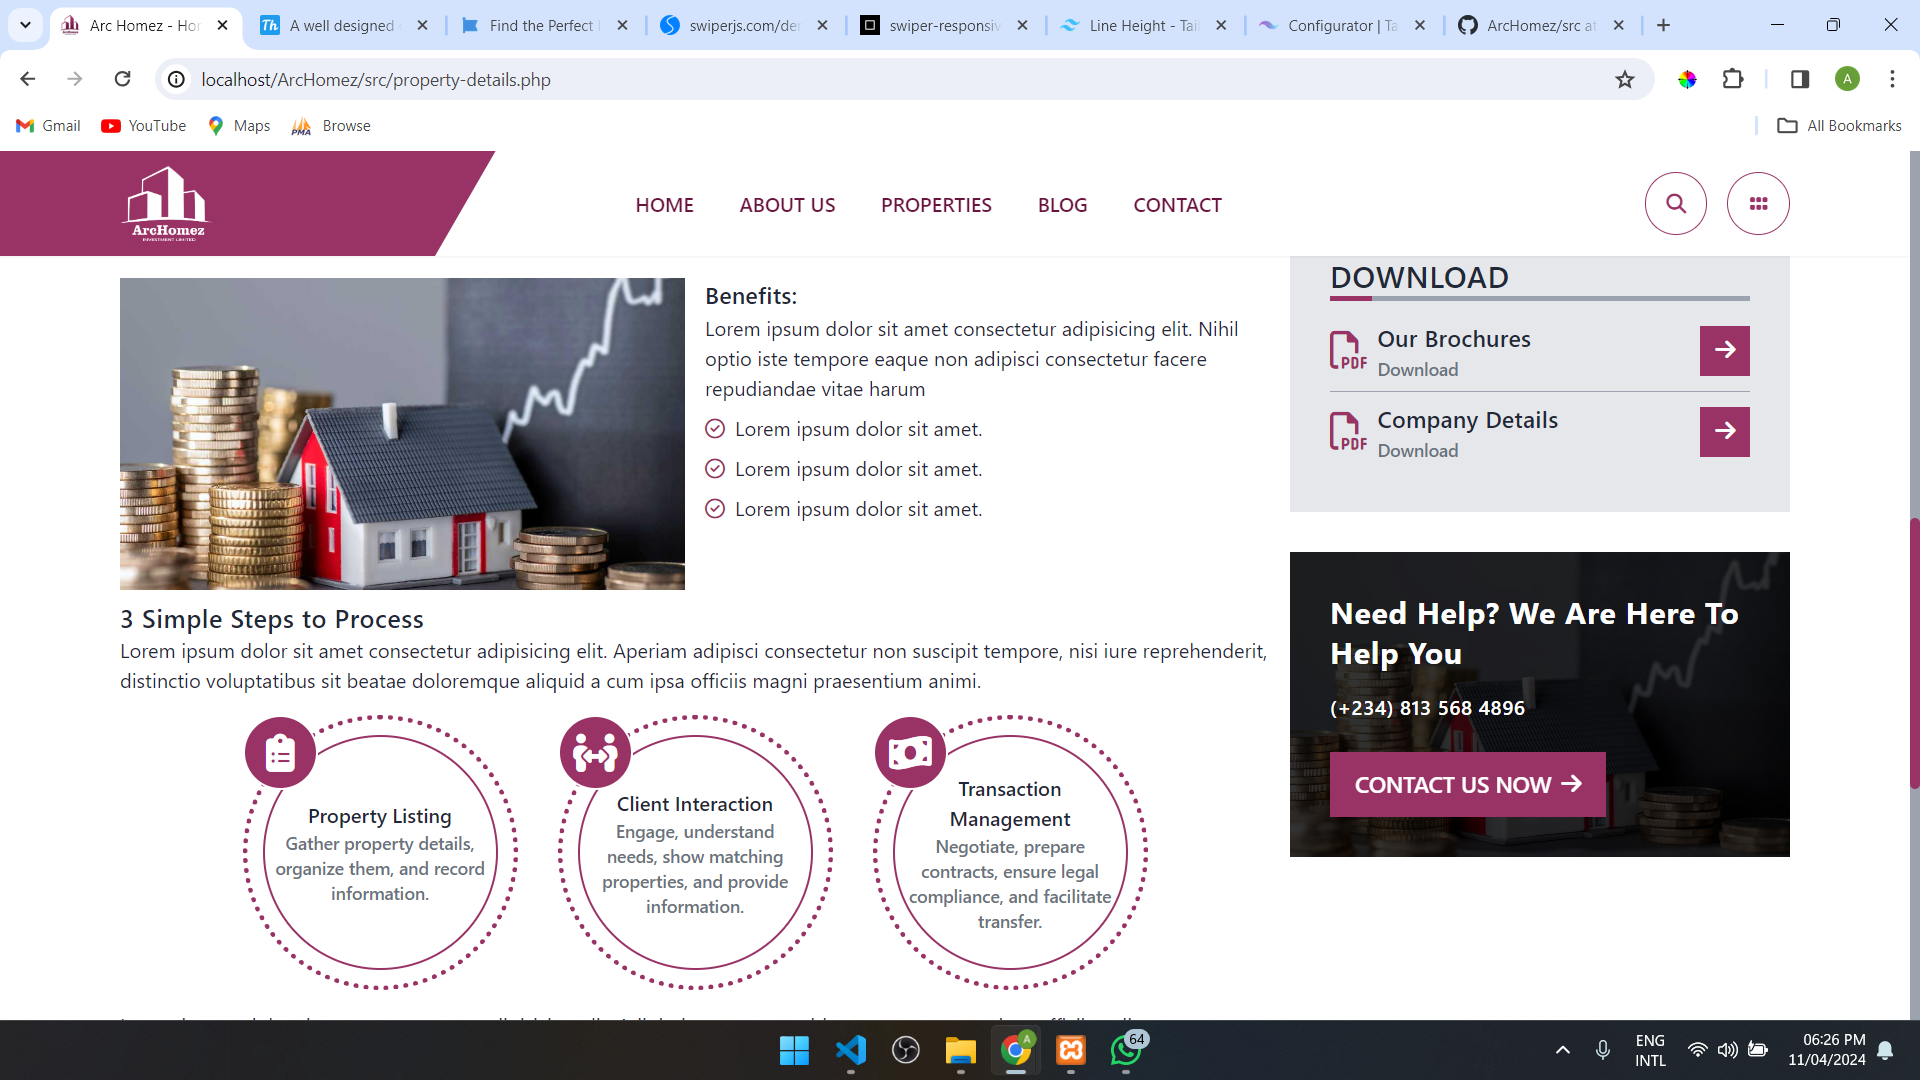 Arc Homez - Hor
A well designed
Find the Perfect
swiperjs.com/der
swiper-responsiv
Line Height - Tail
Configurator | Ta
ArcHomez/src at
localhost/ArcHomez/src/property-details.php
A
Gmail
YouTube
Maps
PMA
Browse
All Bookmarks
ArcHomez
INVESTMENT LIMITED
HOME
ABOUT US
PROPERTIES
BLOG
CONTACT
Benefits:
Lorem ipsum dolor sit amet consectetur adipisicing elit. Nihil
optio iste tempore eaque non adipisci consectetur facere
repudiandae vitae harum
Lorem ipsum dolor sit amet.
Lorem ipsum dolor sit amet.
Lorem ipsum dolor sit amet.
3 Simple Steps to Process
Lorem ipsum dolor sit amet consectetur adipisicing elit. Aperiam adipisci consectetur non suscipit tempore, nisi iure reprehenderit,
distinctio voluptatibus sit beatae doloremque aliquid a cum ipsa officiis magni praesentium animi.
Property Listing
Gather property details,
organize them, and record
information.
Client Interaction
Engage, understand
needs, show matching
properties, and provide
information.
Transaction
Management
Negotiate, prepare
contracts, ensure legal
compliance, and facilitate
transfer.
DOWNLOAD
PDF
Our Brochures
Download
PDF
Company Details
Download
Need Help? We Are Here To
Help You
(+234) 813 568 4896
CONTACT US NOW
A
64
ENG
INTL
06:26 PM
11/04/2024